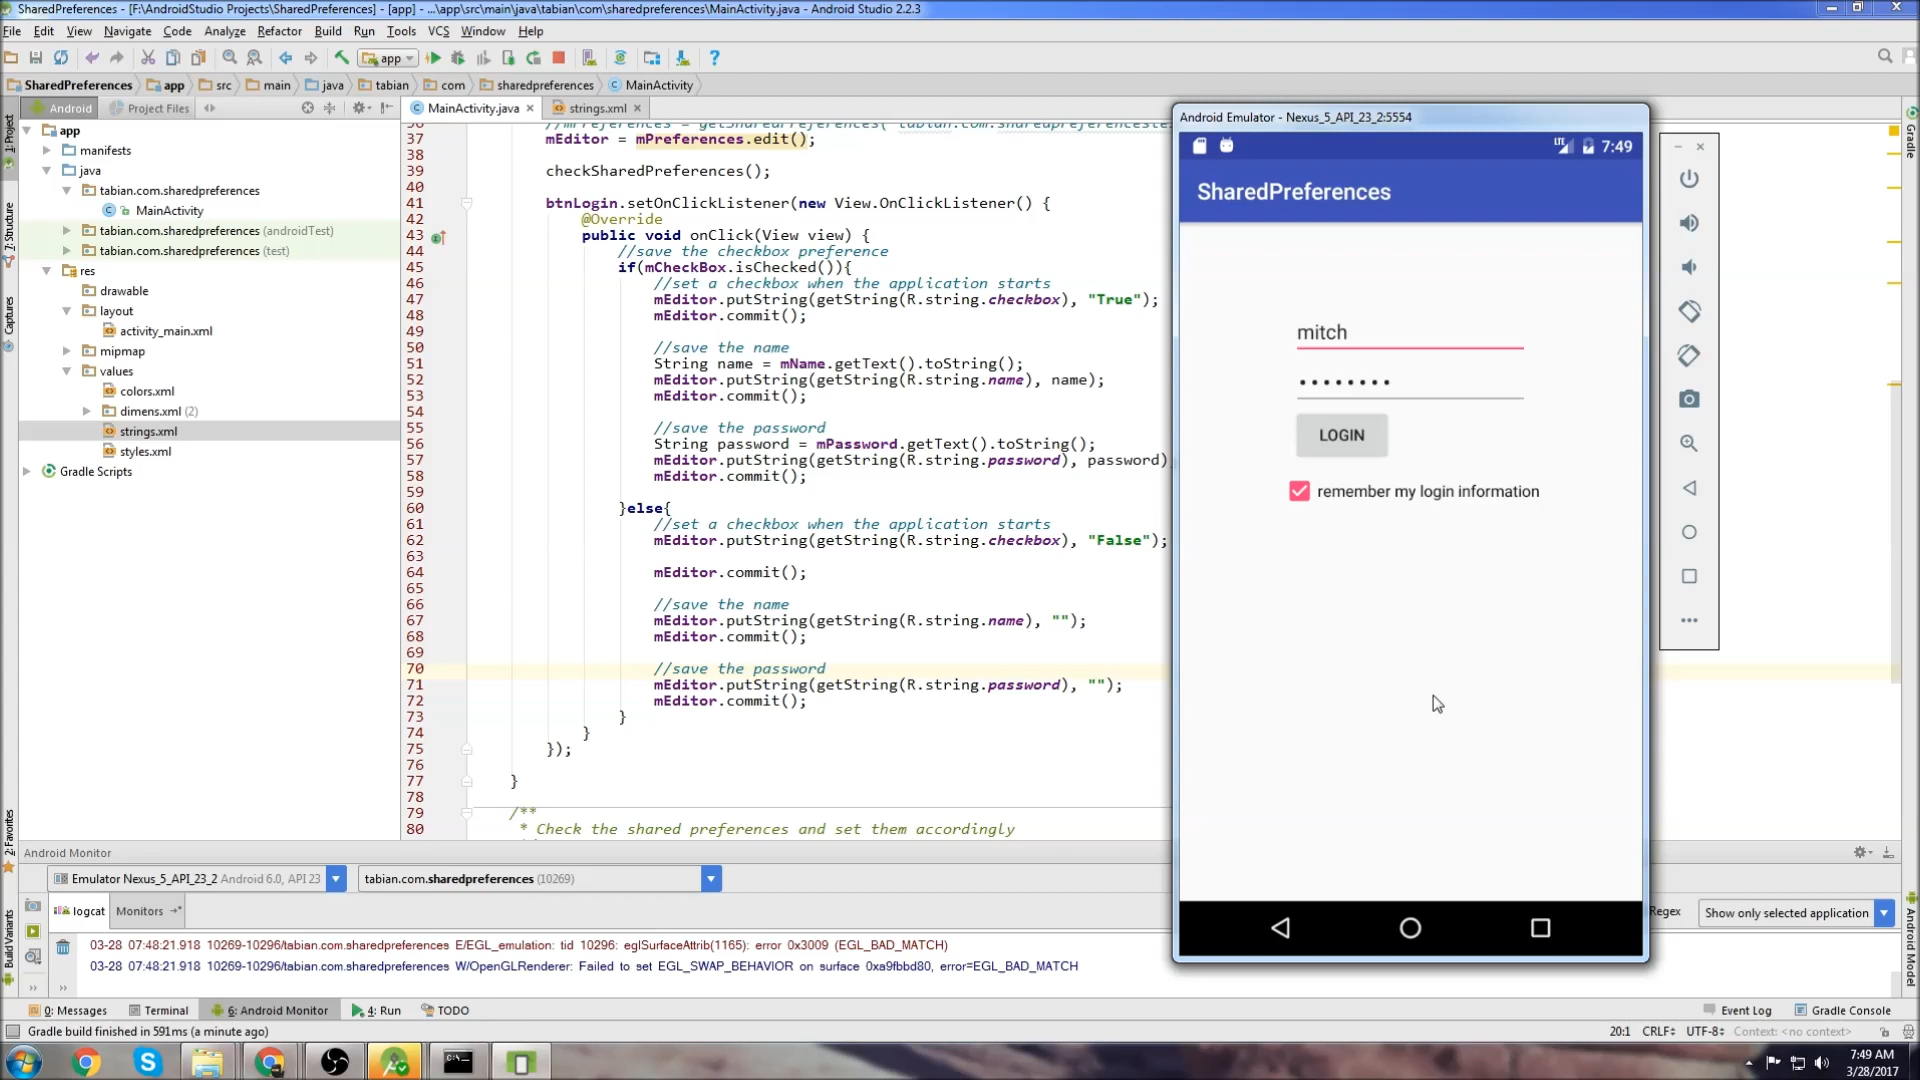 SharedPreferences - [F:\AndroidStudio Projects\SharedPreferences] - [app] - ...\app\src\main\java\tabian\com\sharedpreferences\MainActivity.java - Android Studio 2.2.3
File Edit View Navigate Code Analyze Refactor Build Run Tools VCS Window Help
app
SharedPreferences app src main java tabian com sharedpreferences MainActivity
Android Project Files
MainActivity.java strings.xml
1: Project
7: Structure
Captures
2: Favorites
Build Variants
app
manifests
java
tabian.com.sharedpreferences
MainActivity
tabian.com.sharedpreferences (androidTest)
tabian.com.sharedpreferences (test)
res
drawable
layout
activity_main.xml
mipmap
values
colors.xml
dimens.xml (2)
strings.xml
styles.xml
Gradle Scripts
37 mEditor = mPreferences.edit();
38
39 checkSharedPreferences();
40
41 btnLogin.setOnClickListener(new View.OnClickListener() {
42 @Override
43 public void onClick(View view) {
44 //save the checkbox preference
45 if(mCheckBox.isChecked()){
46 //set a checkbox when the application starts
47 mEditor.putString(getString(R.string.checkbox), "True");
48 mEditor.commit();
49
50 //save the name
51 String name = mName.getText().toString();
52 mEditor.putString(getString(R.string.name), name);
53 mEditor.commit();
54
55 //save the password
56 String password = mPassword.getText().toString();
57 mEditor.putString(getString(R.string.password), password)
58 mEditor.commit();
59
60 }else{
61 //set a checkbox when the application starts
62 mEditor.putString(getString(R.string.checkbox), "False");
63
64 mEditor.commit();
65
66 //save the name
67 mEditor.putString(getString(R.string.name), "");
68 mEditor.commit();
69
70 //save the password
71 mEditor.putString(getString(R.string.password), "");
72 mEditor.commit();
73 }
74 }
75 });
76
77 }
78
79 /**
80 * Check the shared preferences and set them accordingly
Android Emulator - Nexus_5_API_23_2:5554
LTE 7:49
SharedPreferences
mitch
••••••••
LOGIN
remember my login information
Gradle
Android Model
Android Monitor
Emulator Nexus_5_API_23_2 Android 6.0, API 23 tabian.com.sharedpreferences (10269)
logcat Monitors Regex Show only selected application
03-28 07:48:21.918 10269-10296/tabian.com.sharedpreferences E/EGL_emulation: tid 10296: eglSurfaceAttrib(1165): error 0x3009 (EGL_BAD_MATCH)
03-28 07:48:21.918 10269-10296/tabian.com.sharedpreferences W/OpenGLRenderer: Failed to set EGL_SWAP_BEHAVIOR on surface 0xa9fbbd80, error=EGL_BAD_MATCH
0: Messages Terminal 6: Android Monitor 4: Run TODO Event Log Gradle Console
Gradle build finished in 591ms (a minute ago) 20:1 CRLF UTF-8 Context: <no context>
7:49 AM
3/28/2017